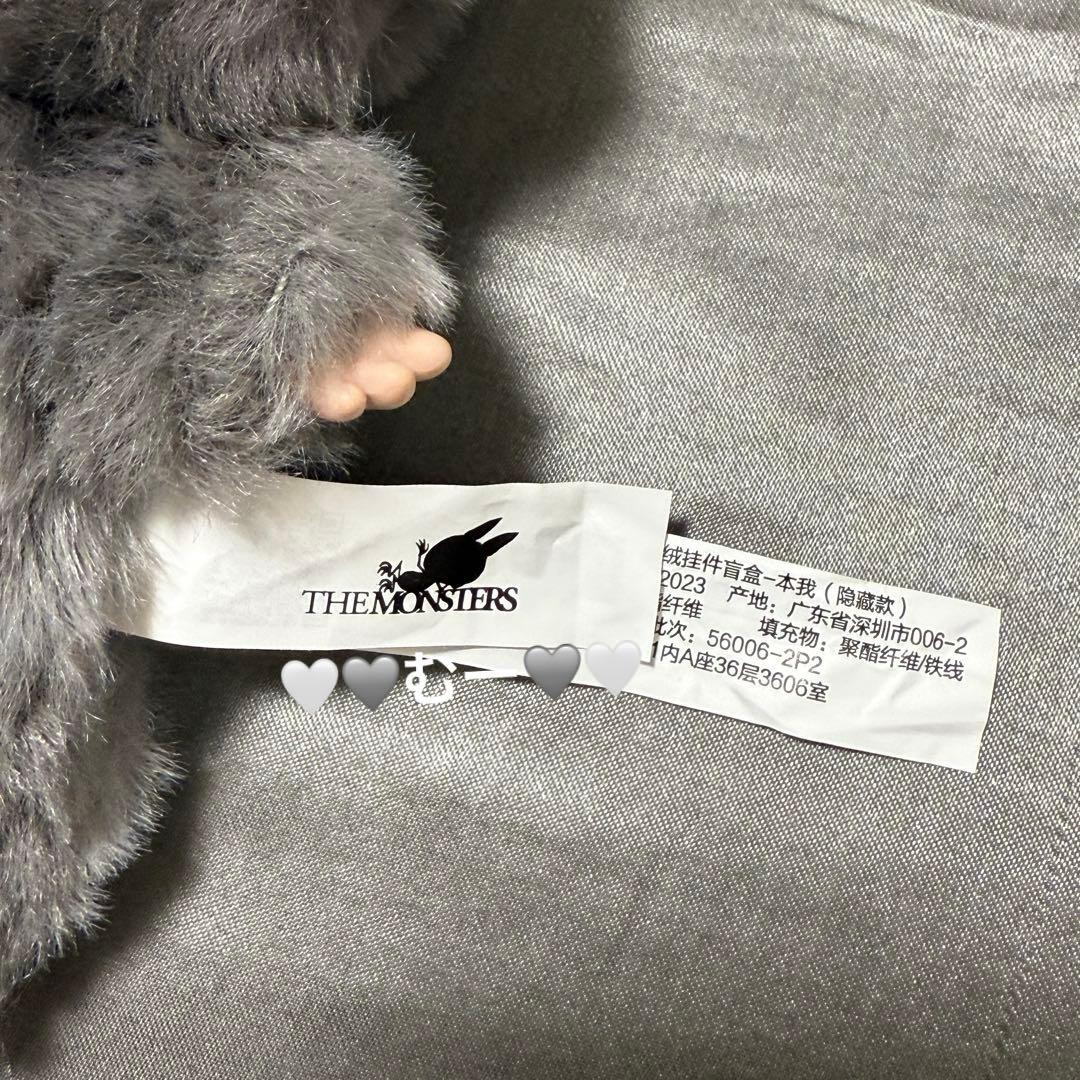 THE MONSTERS
绒挂件盲盒-本我(隐藏款)
2023 产地:广东省深圳市006-2
纤维 填充物:聚酯纤维/铁线
次:56006-2P2
1内A座36层3606室
🤍🩶むー🩶🤍